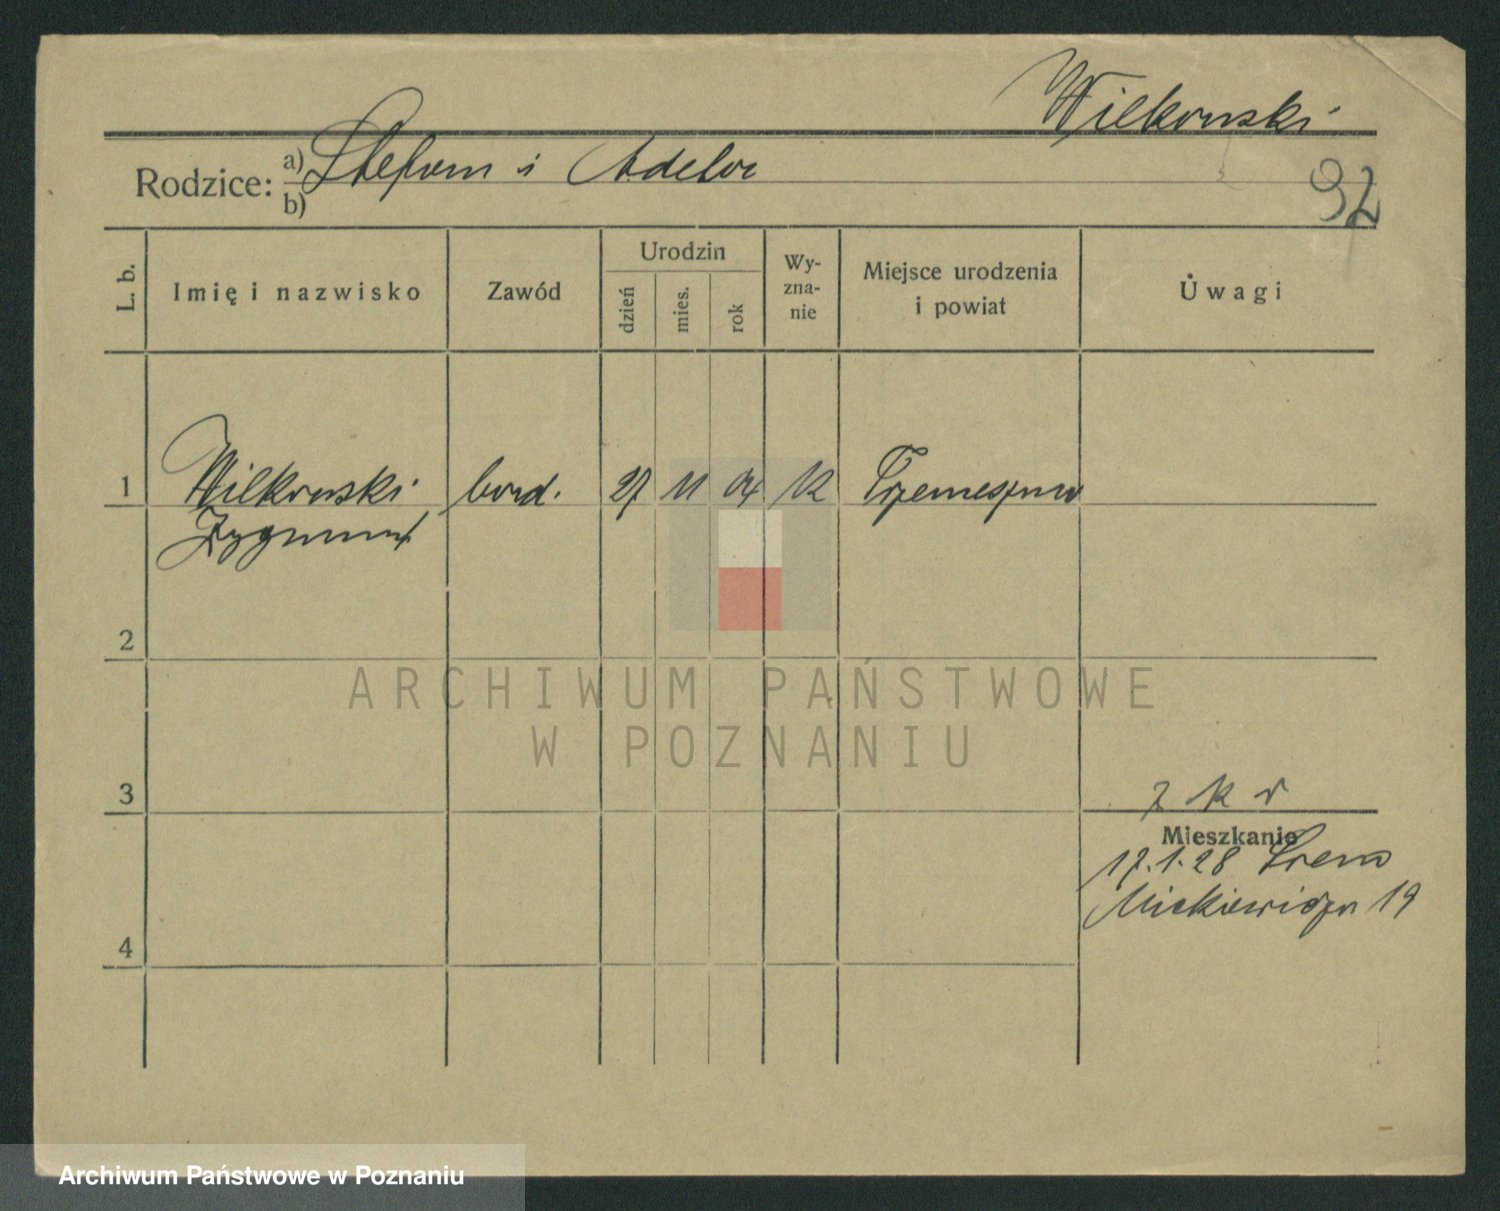 Wilkowski
Rodzice: a) Stefan i Adela
b)
32
L. b.
Imię i nazwisko
Zawód
Urodzin
dzień
mies.
rok
Wy-
zna-
nie
Miejsce urodzenia
i powiat
Uwagi
1 Wilkowski 27 11 04 Trzemeszno
Zygmunt
2
3
Mieszkanie
17.1.28 Śrem
Mickiewicza 19
4
ARCHIWUM PAŃSTWOWE
W POZNANIU
Archiwum Państwowe w Poznaniu